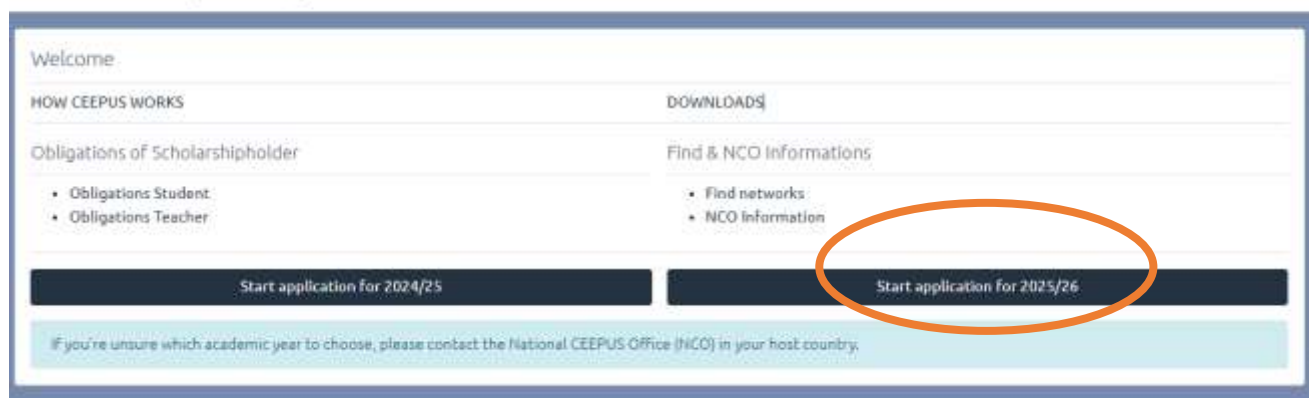 Welcome
HOW CEEPUS WORKS
DOWNLOADS
Obligations of Scholarshipholder
Find & NCO Informations
• Obligations Student
• Obligations Teacher
• Find networks
• NCO Information
Start application for 2024/25
Start application for 2025/26
If you're unsure which academic year to choose, please contact the National CEEPUS Office (NCO) in your host country.